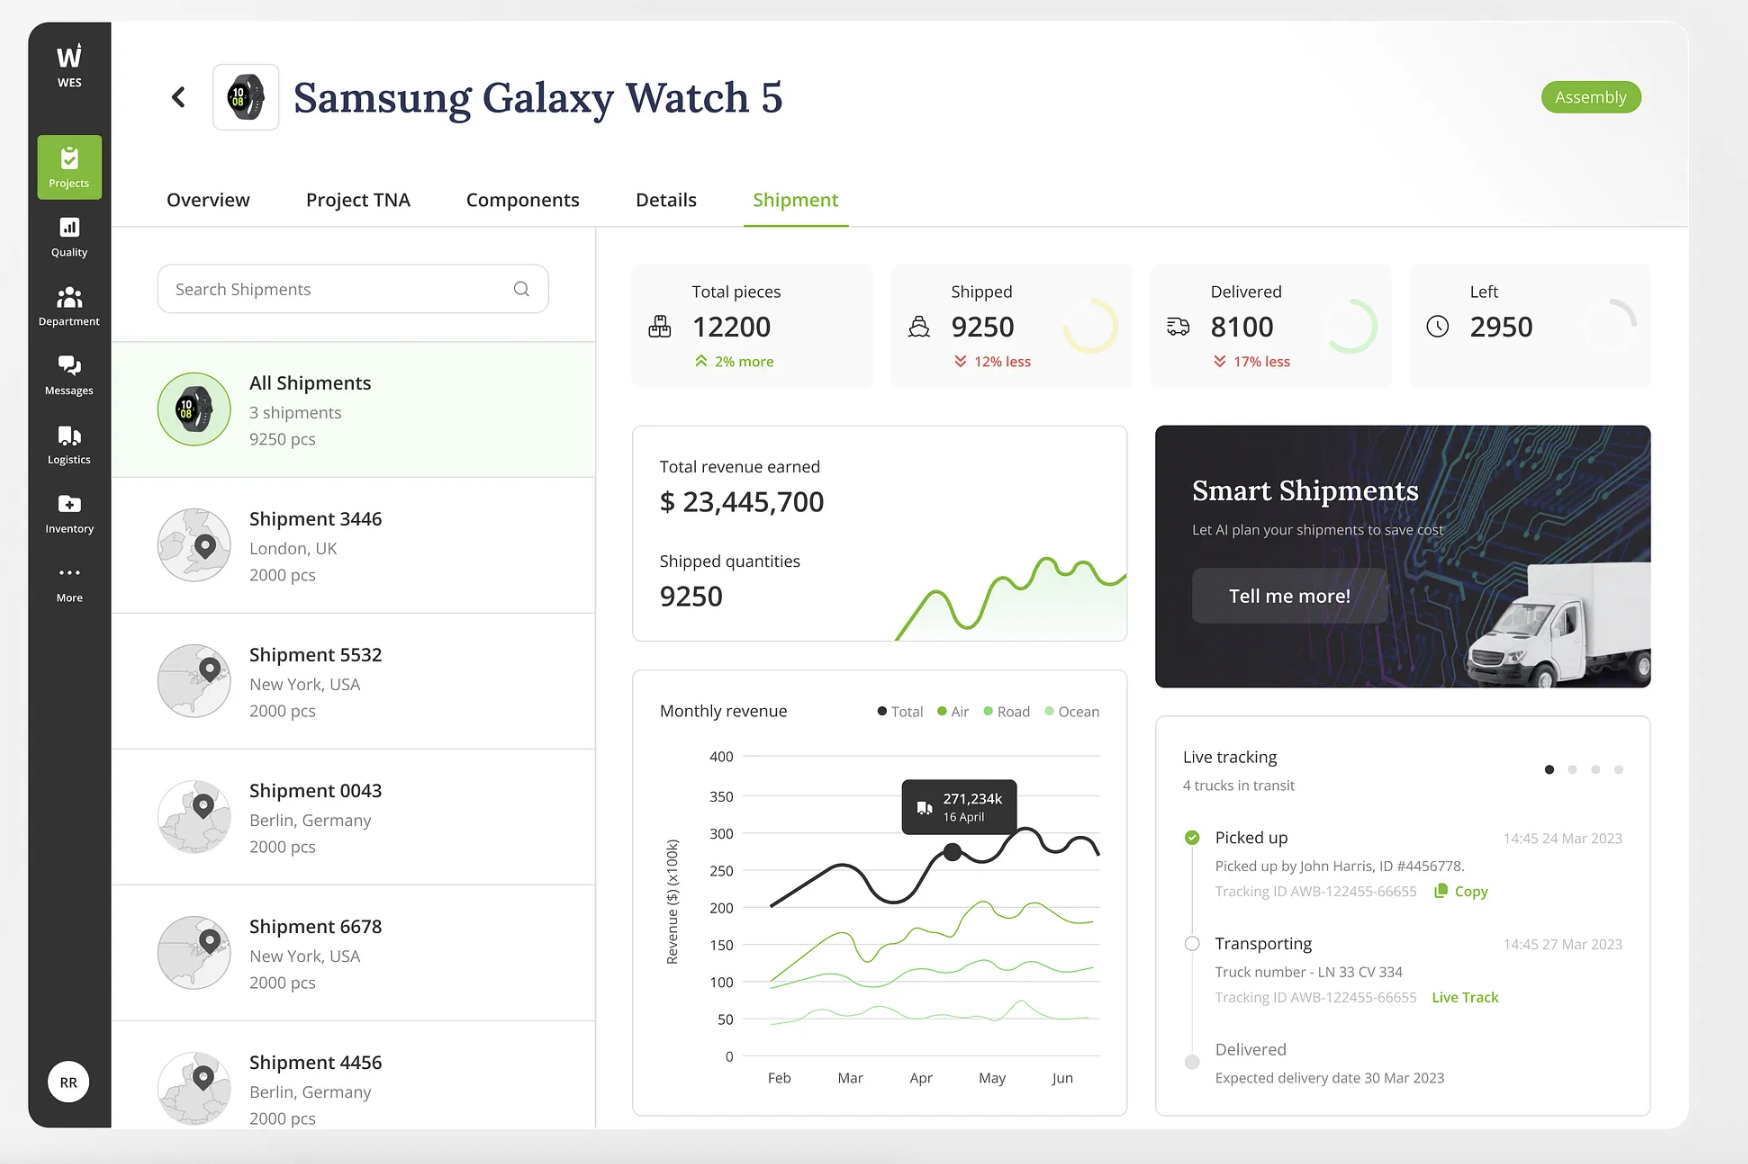 W
WES
Projects
Quality
Department
Messages
Logistics
Inventory
More
RR
10
08
Samsung Galaxy Watch 5
Assembly
Overview
Project TNA
Components
Details
Shipment
Search Shipments
10
08
All Shipments
3 shipments
9250 pcs
Shipment 3446
London, UK
2000 pcs
Shipment 5532
New York, USA
2000 pcs
Shipment 0043
Berlin, Germany
2000 pcs
Shipment 6678
New York, USA
2000 pcs
Shipment 4456
Berlin, Germany
2000 pcs
Total pieces
12200
2% more
Shipped
9250
12% less
Delivered
8100
17% less
Left
2950
Total revenue earned
$ 23,445,700
Shipped quantities
9250
Smart Shipments
Let AI plan your shipments to save cost
Tell me more!
Monthly revenue
Total
Air
Road
Ocean
Revenue ($) (x100k)
400
350
300
250
200
150
100
50
0
271,234k
16 April
Feb
Mar
Apr
May
Jun
Live tracking
4 trucks in transit
Picked up
14:45 24 Mar 2023
Picked up by John Harris, ID #4456778.
Tracking ID AWB-122455-66655
Copy
Transporting
14:45 27 Mar 2023
Truck number - LN 33 CV 334
Tracking ID AWB-122455-66655
Live Track
Delivered
Expected delivery date 30 Mar 2023